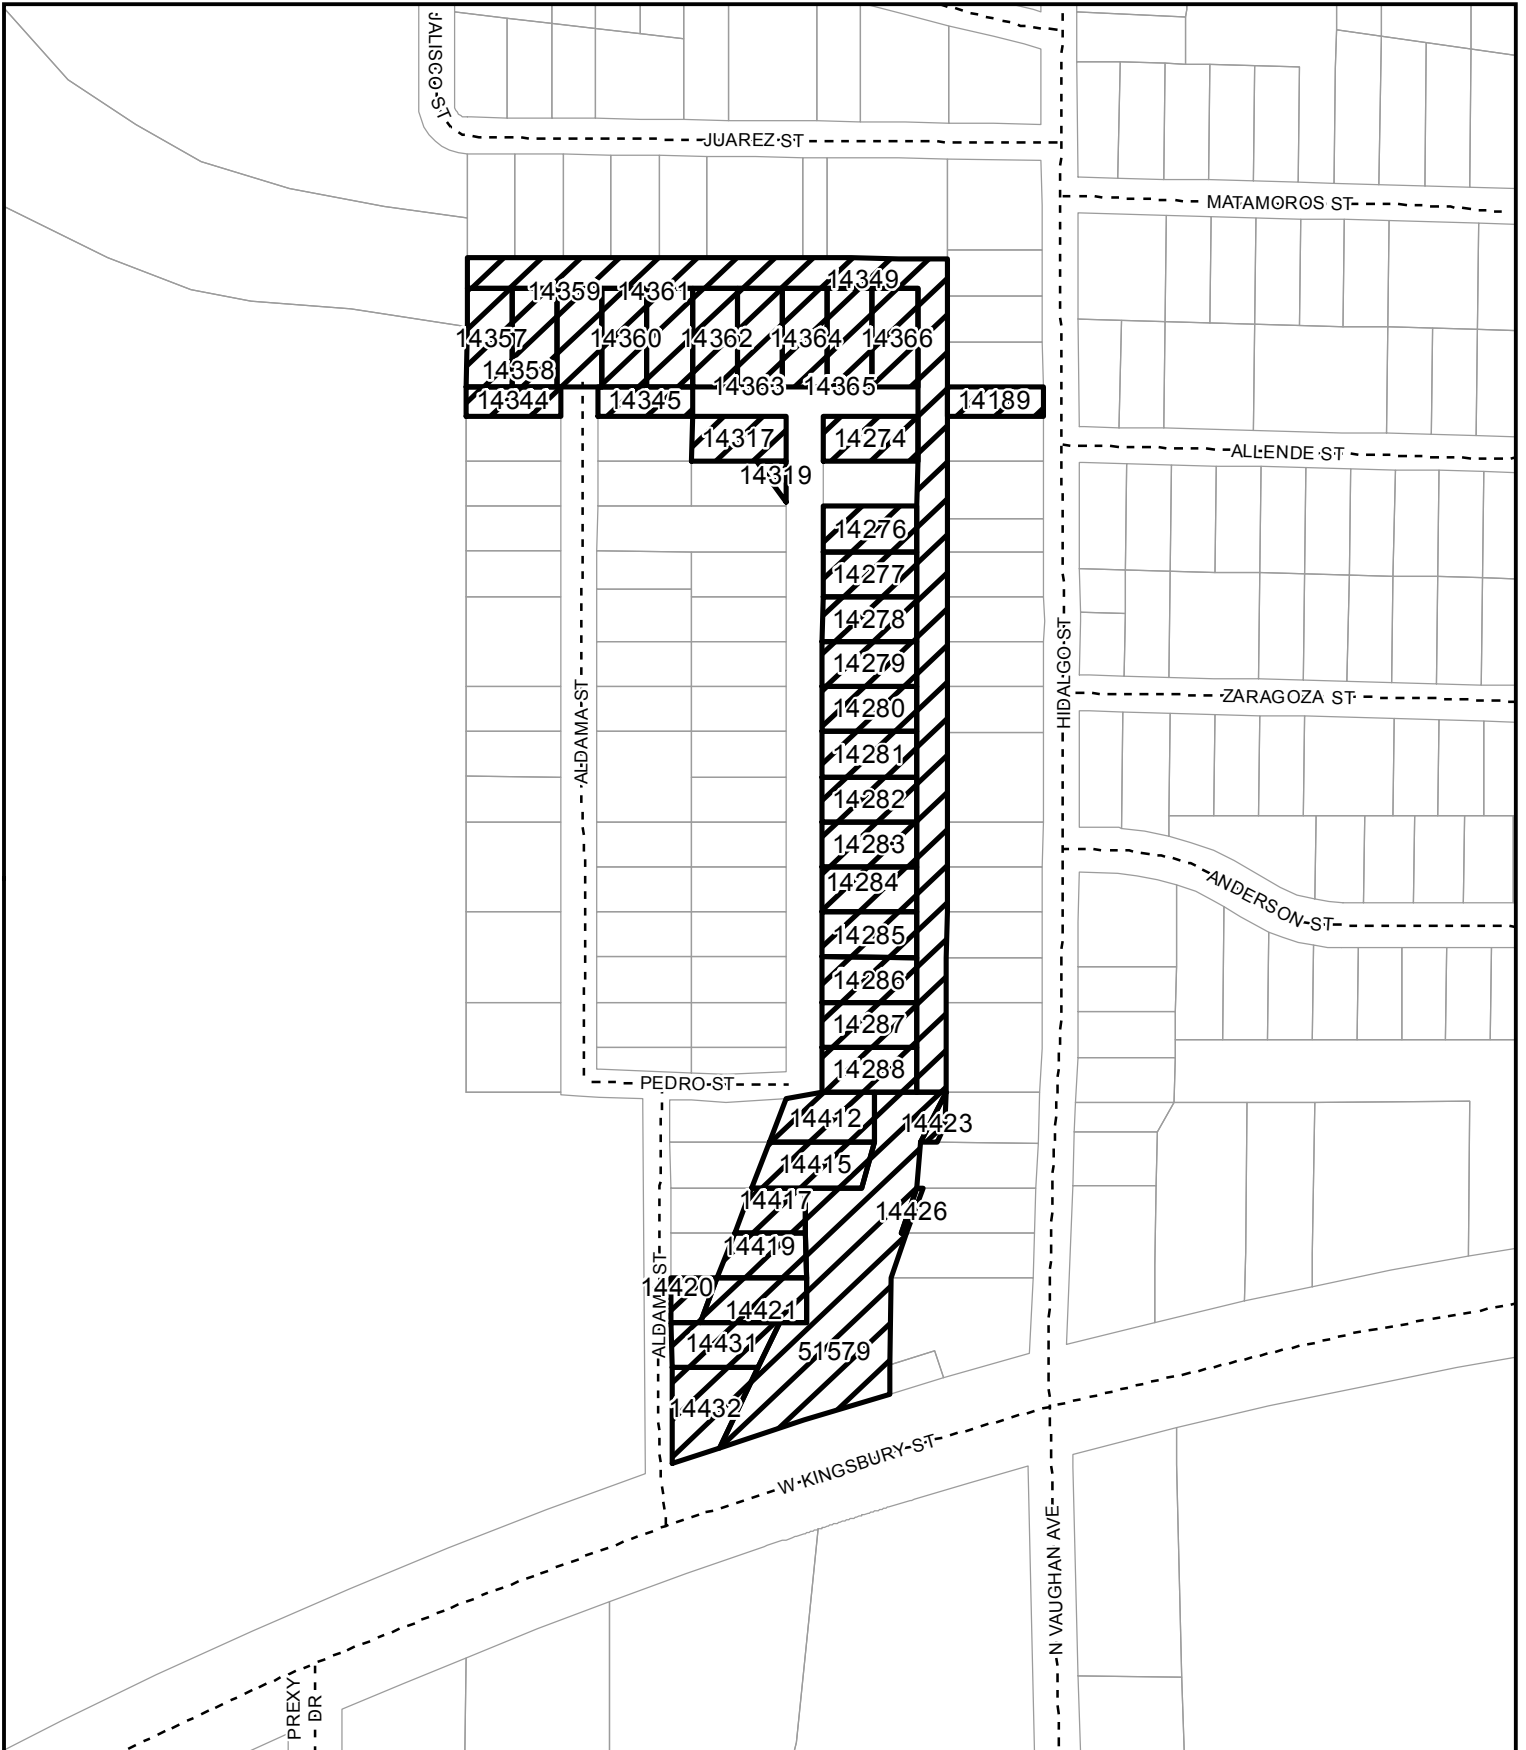 JALISCO ST
JUAREZ ST
MATAMOROS ST
14349
14359
14361
14357
14360
14362
14364
14366
14358
14363
14365
14344
14345
14189
14317
14274
ALLENDE ST
14319
14276
14277
14278
HIDALGO ST
14279
ALDAMA ST
14280
ZARAGOZA ST
14281
14282
14283
14284
ANDERSON ST
14285
14286
14287
14288
PEDRO ST
14412
14423
14415
14417
14426
14419
ALDAMA ST
14420
14421
14431
51579
14432
W KINGSBURY ST
N VAUGHAN AVE
PREXY
DR